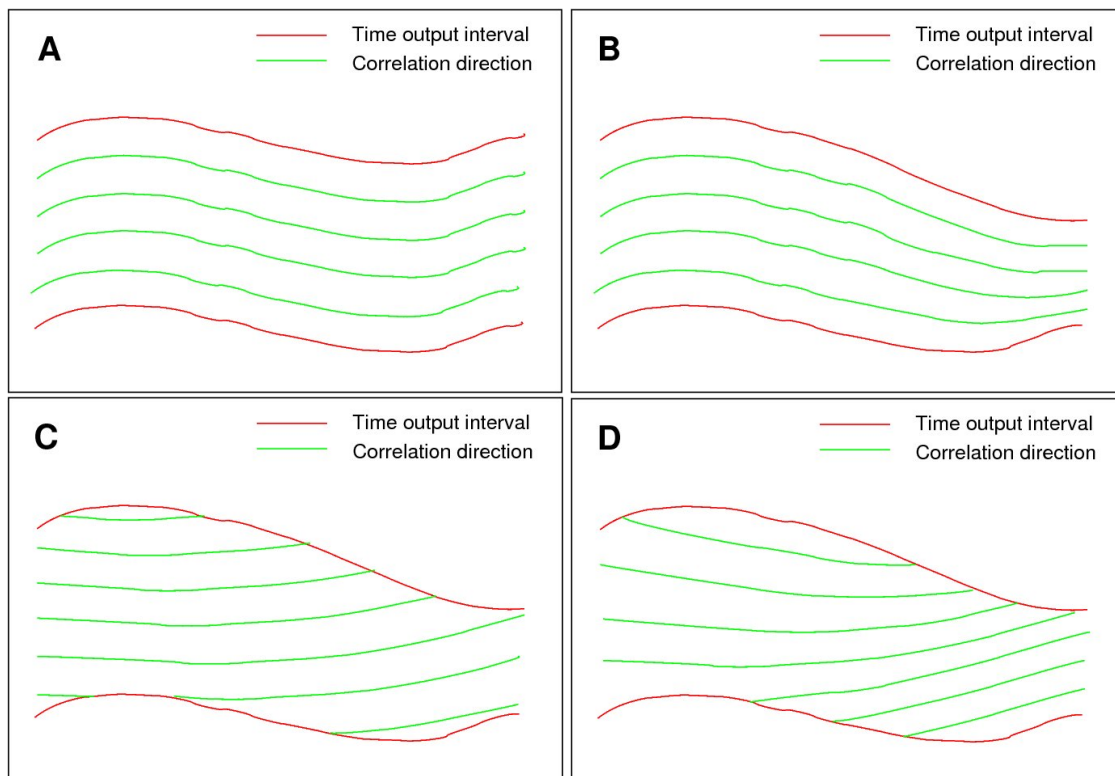 A
Time output interval
Correlation direction
B
Time output interval
Correlation direction
C
Time output interval
Correlation direction
D
Time output interval
Correlation direction